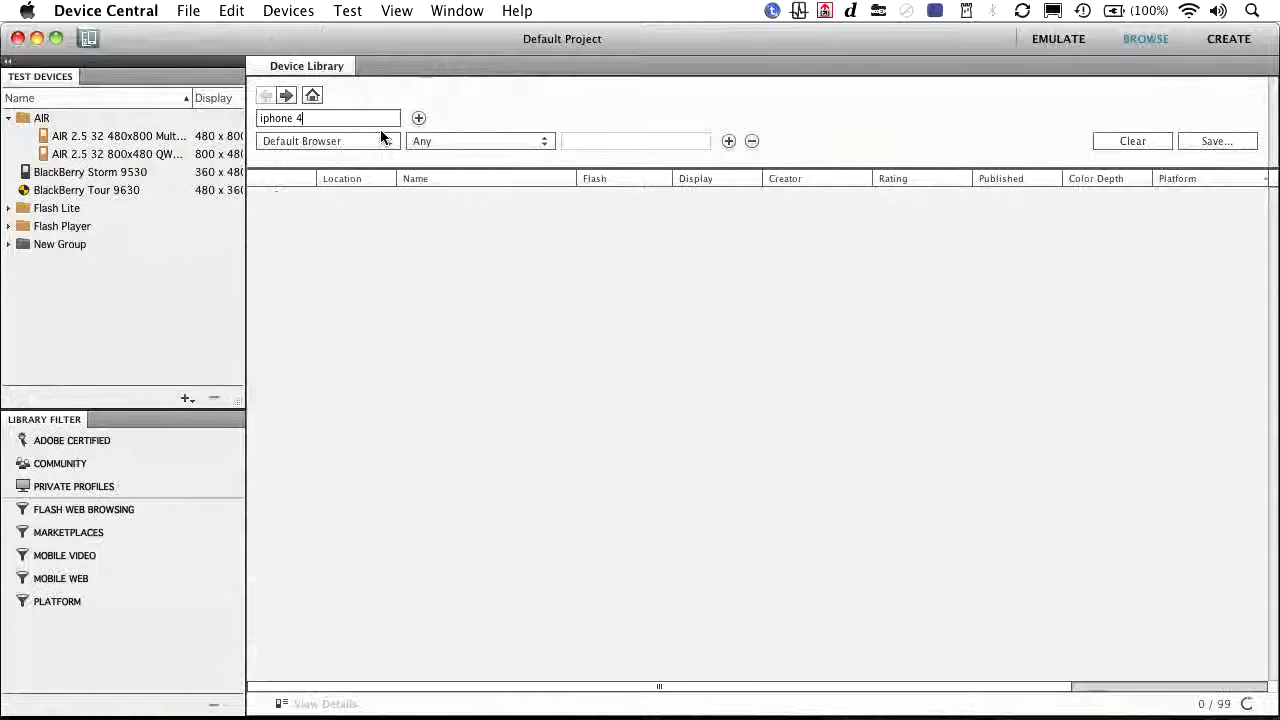 Device Central File Edit Devices Test View Window Help (100%)
Default Project
EMULATE BROWSE CREATE
TEST DEVICES
Name Display
AIR
AIR 2.5 32 480x800 Mult... 480 x 800
AIR 2.5 32 800x480 QW... 800 x 480
BlackBerry Storm 9530 360 x 480
BlackBerry Tour 9630 480 x 360
Flash Lite
Flash Player
New Group
LIBRARY FILTER
ADOBE CERTIFIED
COMMUNITY
PRIVATE PROFILES
FLASH WEB BROWSING
MARKETPLACES
MOBILE VIDEO
MOBILE WEB
PLATFORM
Device Library
iphone 4
Default Browser Any Clear Save...
Location Name Flash Display Creator Rating Published Color Depth Platform
-
View Details 0 / 99